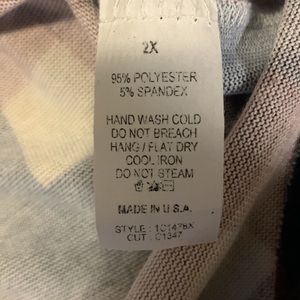 2X
95% POLYESTER
5% SPANDEX
HAND WASH COLD
DO NOT BREACH
HANG / FLAT DRY
COOL IRON
DO NOT STEAM
MADE IN U.S.A.
STYLE : 1C1476X
CUT : C1347